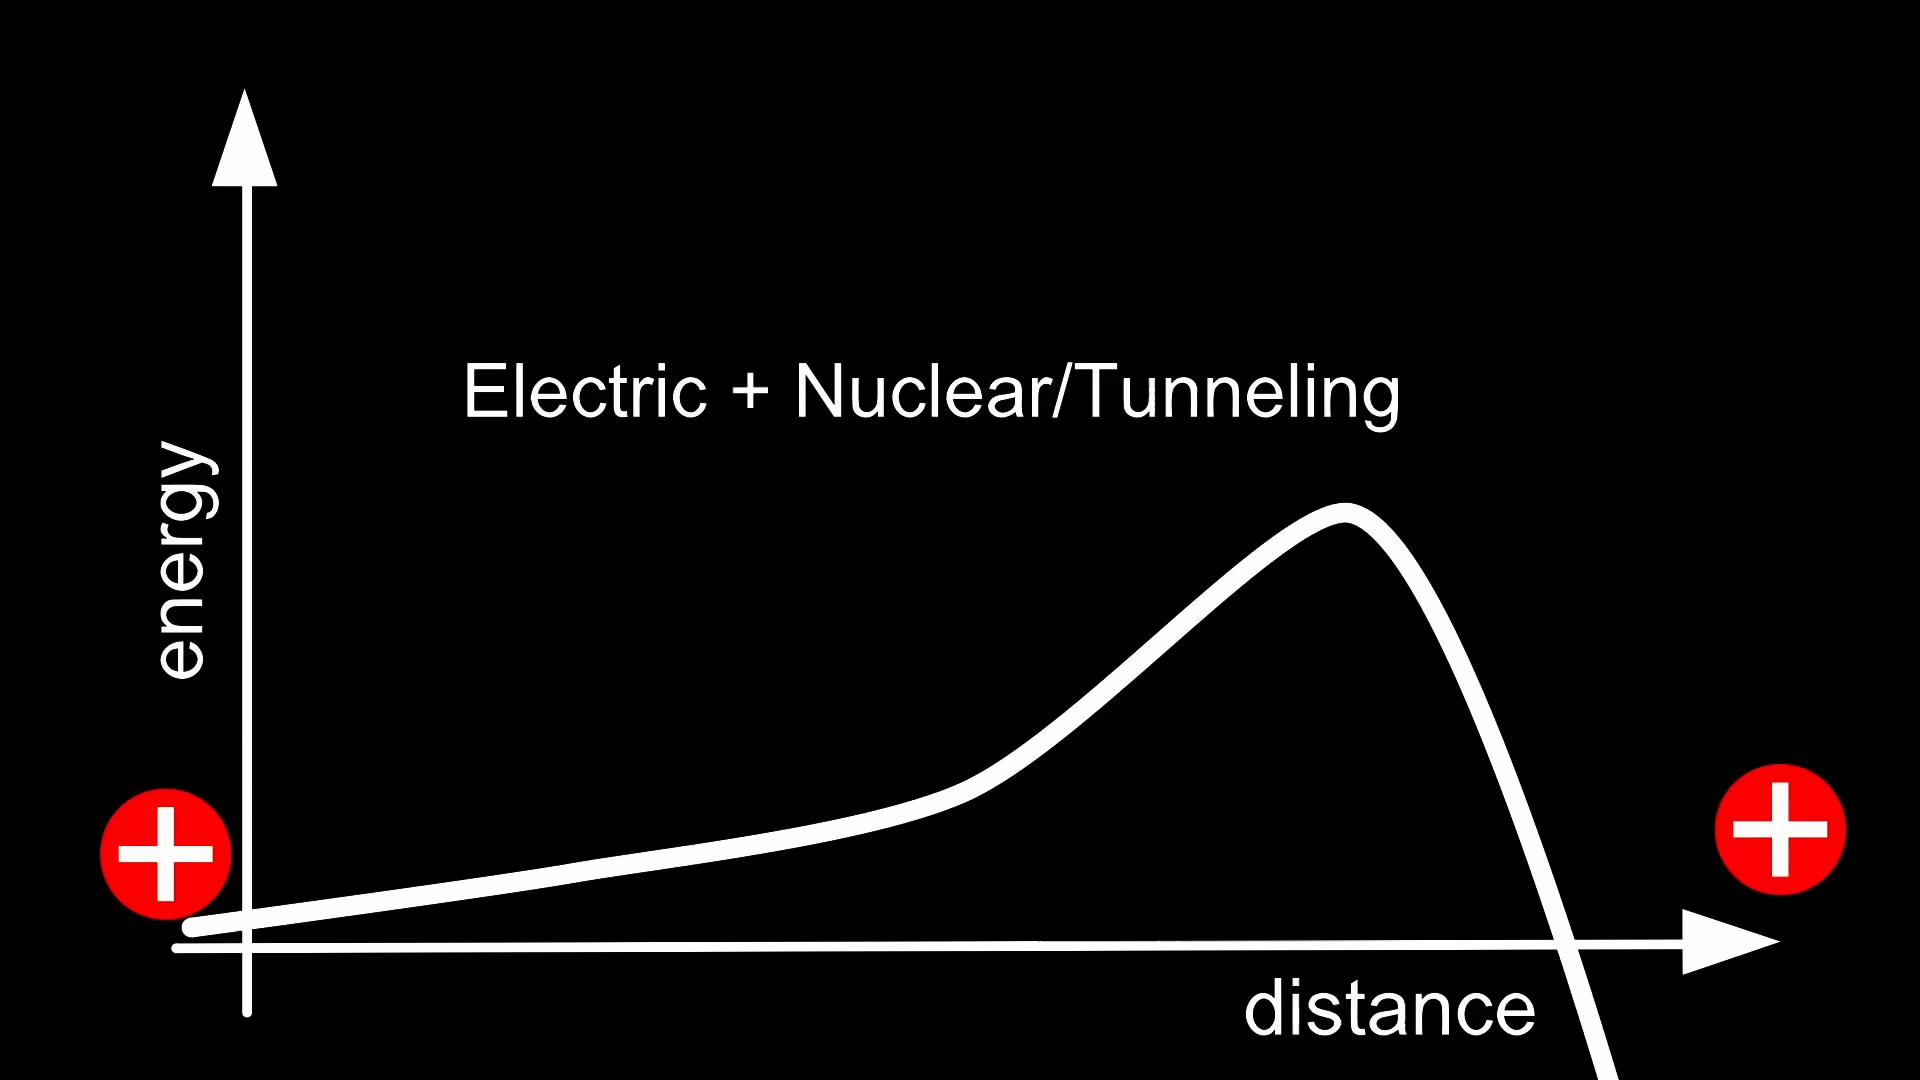 Electric + Nuclear/Tunneling
energy
+
+
distance